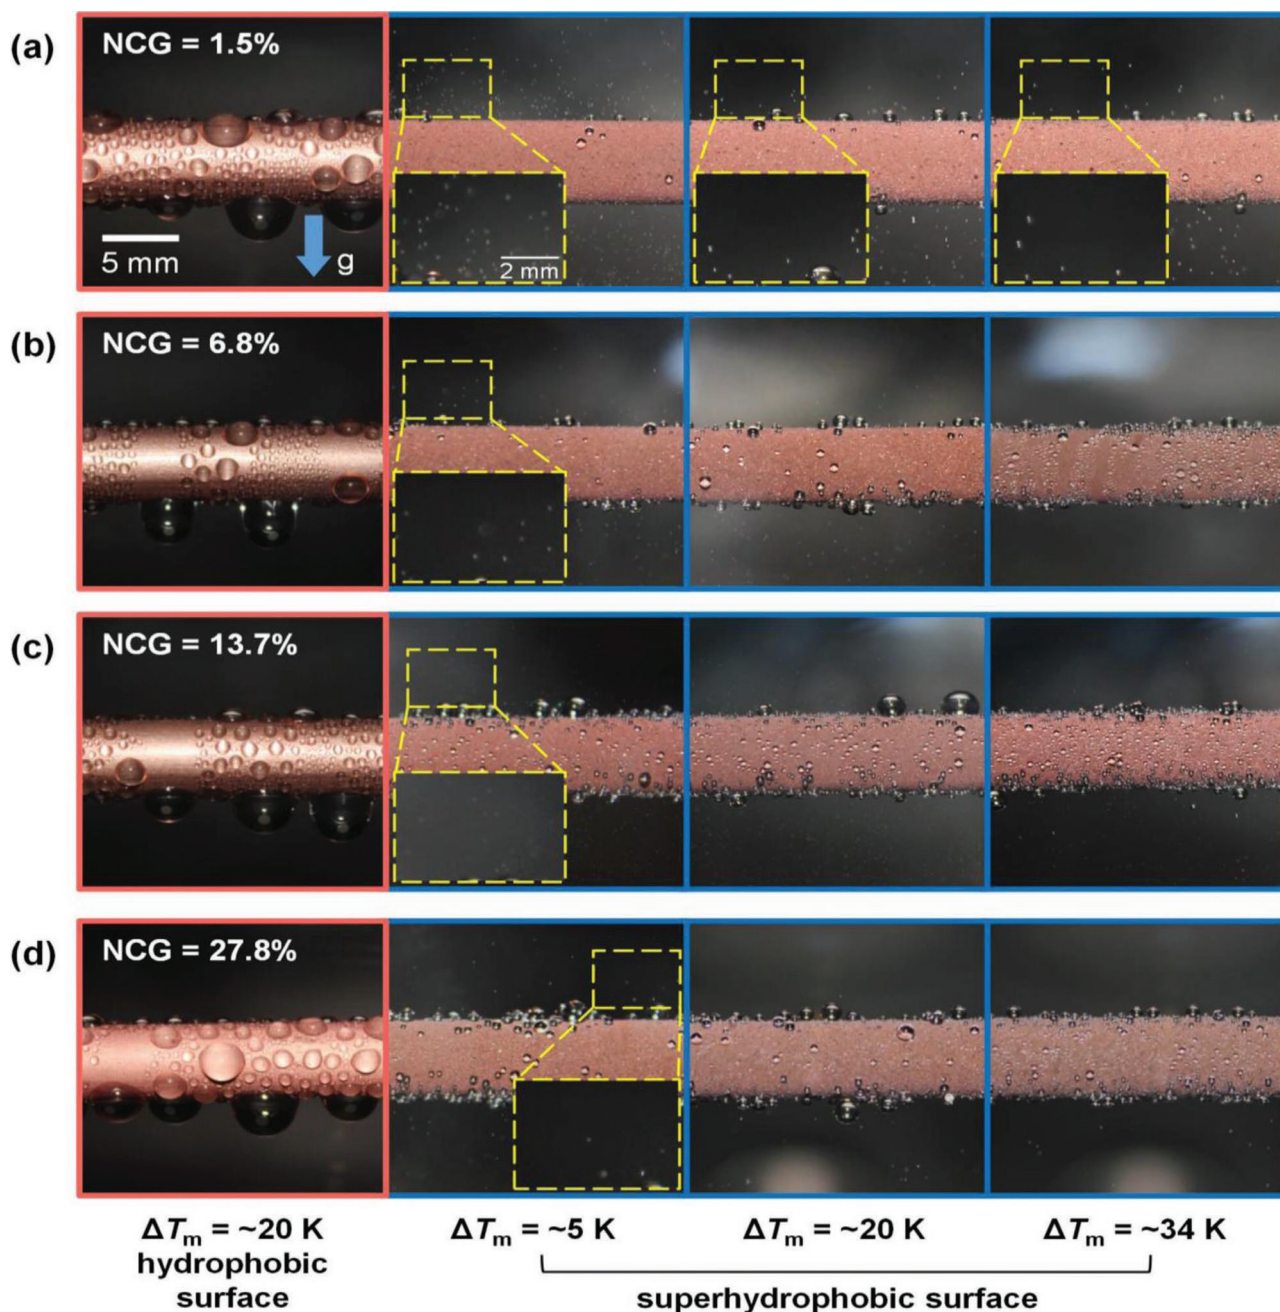 (a)
NCG = 1.5%
5 mm
g
2 mm
(b)
NCG = 6.8%
(c)
NCG = 13.7%
(d)
NCG = 27.8%
ΔTm = ~20 K
hydrophobic
surface
ΔTm = ~5 K
ΔTm = ~20 K
ΔTm = ~34 K
superhydrophobic surface